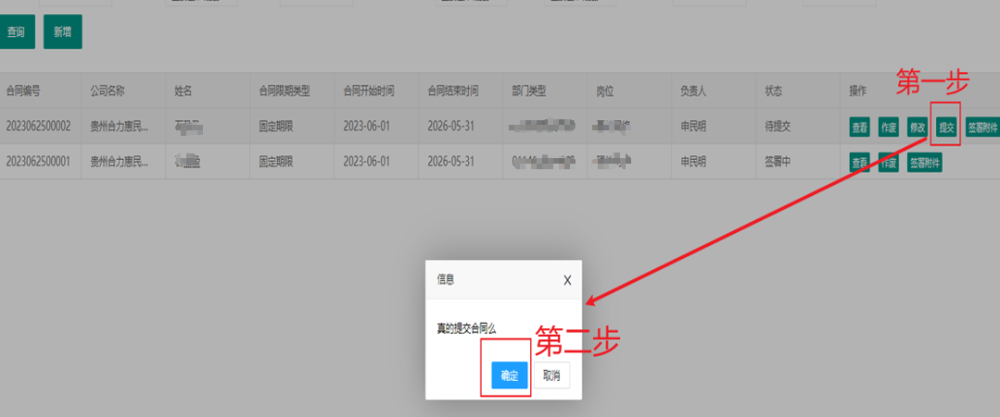 查询 新增
第一步
合同编号 公司名称 姓名 合同限期类型 合同开始时间 合同结束时间 部门类型 岗位 负责人 状态 操作
2023062500002 贵州合力惠民... 固定期限 2023-06-01 2026-05-31 申民明 待提交 查看 作废 修改 提交 签署附件
2023062500001 贵州合力惠民... 固定期限 2023-06-01 2026-05-31 申民明 签署中 查看 作废 签署附件
信息 X
真的提交合同么
第二步
确定 取消